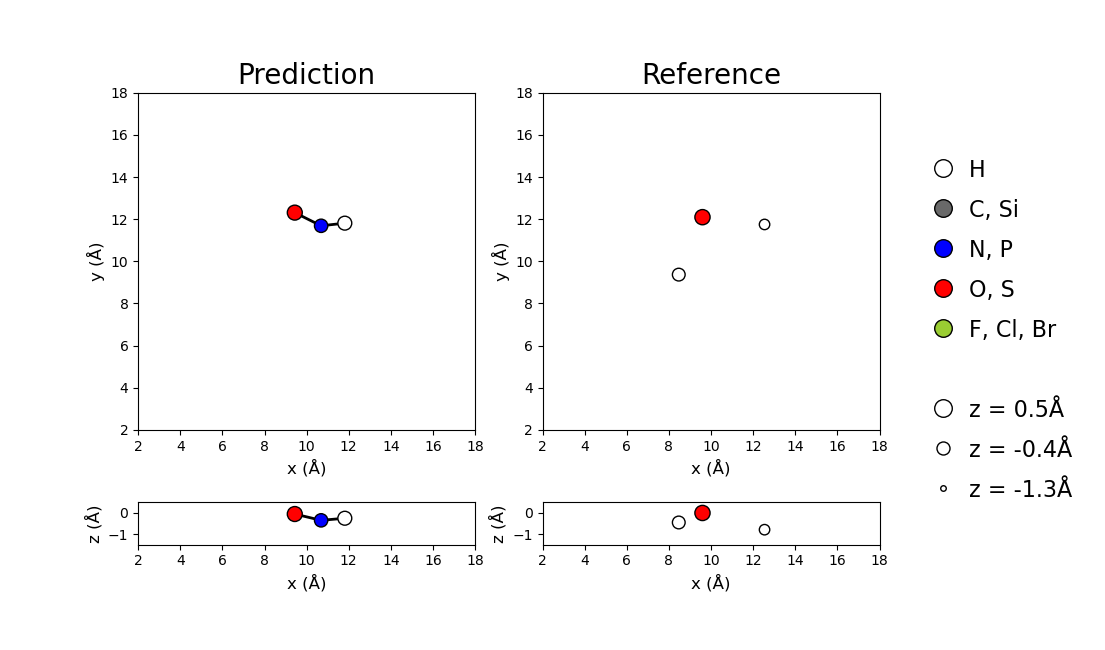 Prediction
Reference
18
16
14
12
10
8
6
4
2
y (Å)
2 4 6 8 10 12 14 16 18
x (Å)
18
16
14
12
10
8
6
4
2
y (Å)
2 4 6 8 10 12 14 16 18
x (Å)
0
−1
z (Å)
2 4 6 8 10 12 14 16 18
x (Å)
0
−1
z (Å)
2 4 6 8 10 12 14 16 18
x (Å)
H
C, Si
N, P
O, S
F, Cl, Br
z = 0.5Å
z = -0.4Å
z = -1.3Å